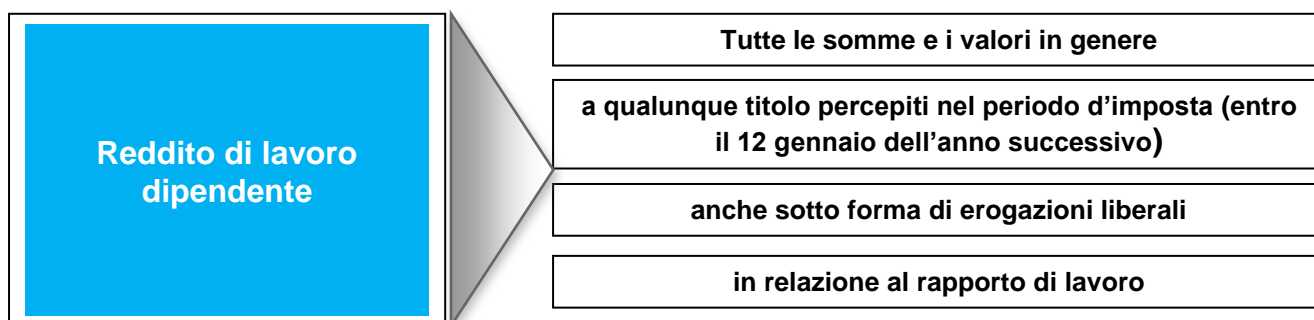 Reddito di lavoro
dipendente
Tutte le somme e i valori in genere
a qualunque titolo percepiti nel periodo d’imposta (entro
il 12 gennaio dell’anno successivo)
anche sotto forma di erogazioni liberali
in relazione al rapporto di lavoro